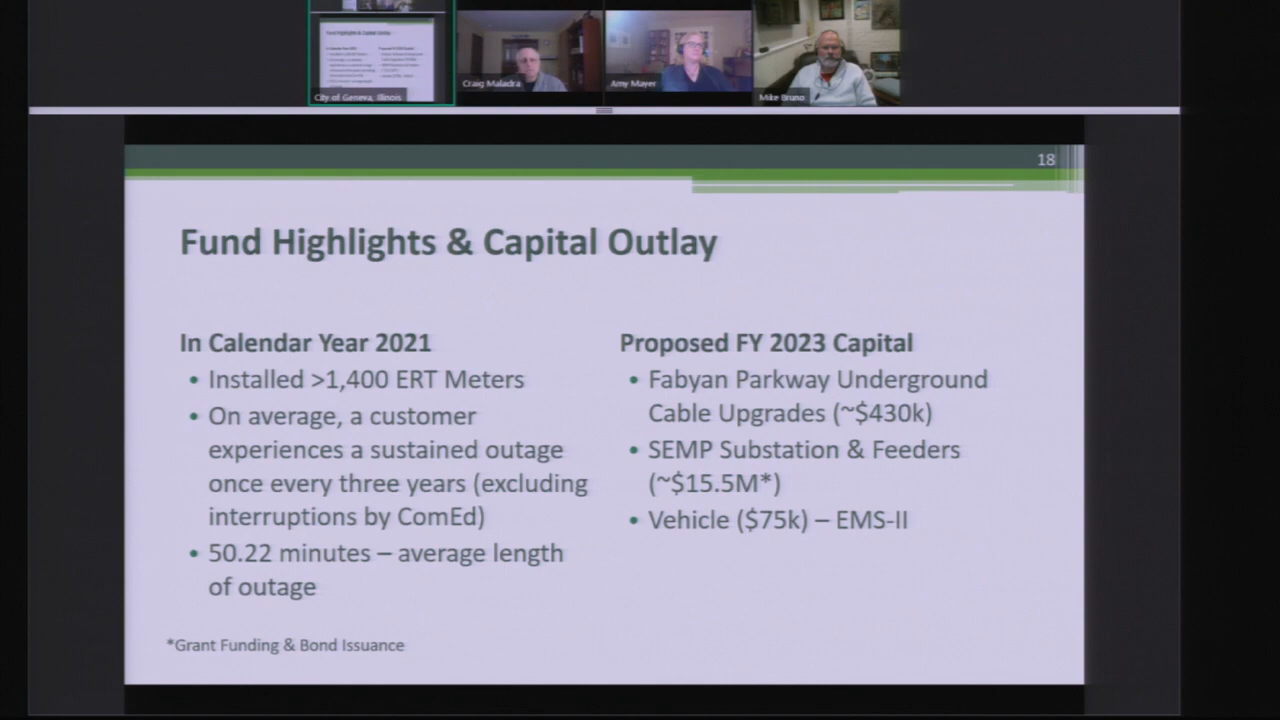 City of Geneva, Illinois
Craig Maladra
Amy Mayer
Mike Bruno
18
Fund Highlights & Capital Outlay
In Calendar Year 2021
• Installed >1,400 ERT Meters
• On average, a customer
experiences a sustained outage
once every three years (excluding
interruptions by ComEd)
• 50.22 minutes – average length
of outage
Proposed FY 2023 Capital
• Fabyan Parkway Underground
Cable Upgrades (~$430k)
• SEMP Substation & Feeders
(~$15.5M*)
• Vehicle ($75k) – EMS-II
*Grant Funding & Bond Issuance